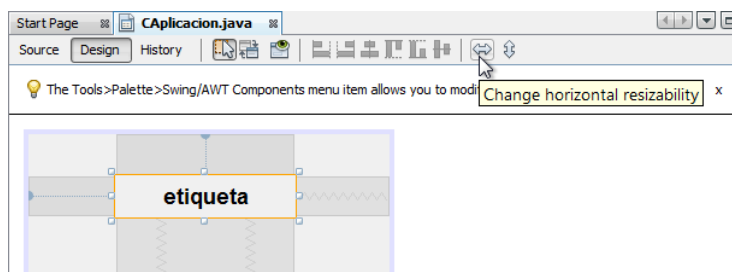 Start Page CAplicacion.java
Source Design History
The Tools>Palette>Swing/AWT Components menu item allows you to modi x
Change horizontal resizability
etiqueta